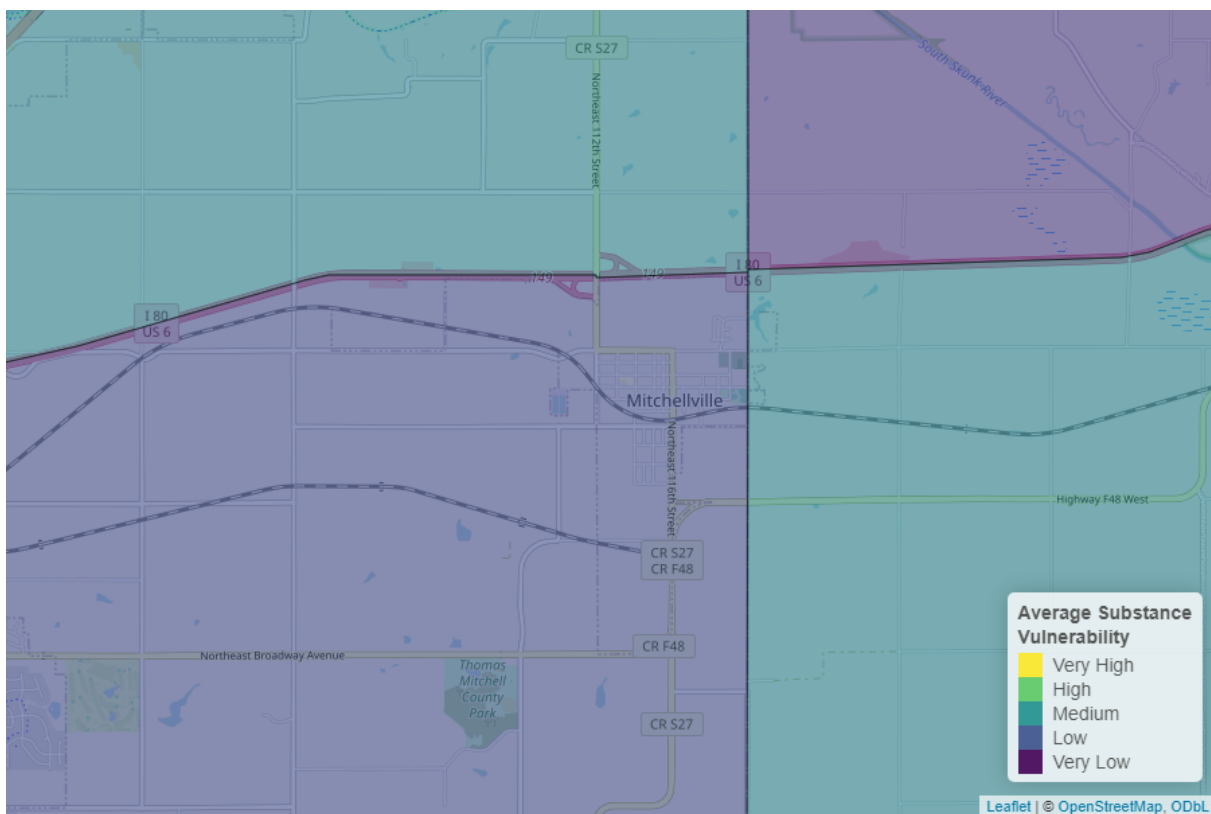 CR S27
South Skunk River
Northeast 112th Street
149
149
I 80
US 6
I 80
US 6
Mitchellville
Northeast 116th Street
Highway F48 West
CR S27
CR F48
CR F48
Northeast Broadway Avenue
Thomas
Mitchell
County
Park
CR S27
Average Substance
Vulnerability
Very High
High
Medium
Low
Very Low
Leaflet | © OpenStreetMap, ODbL